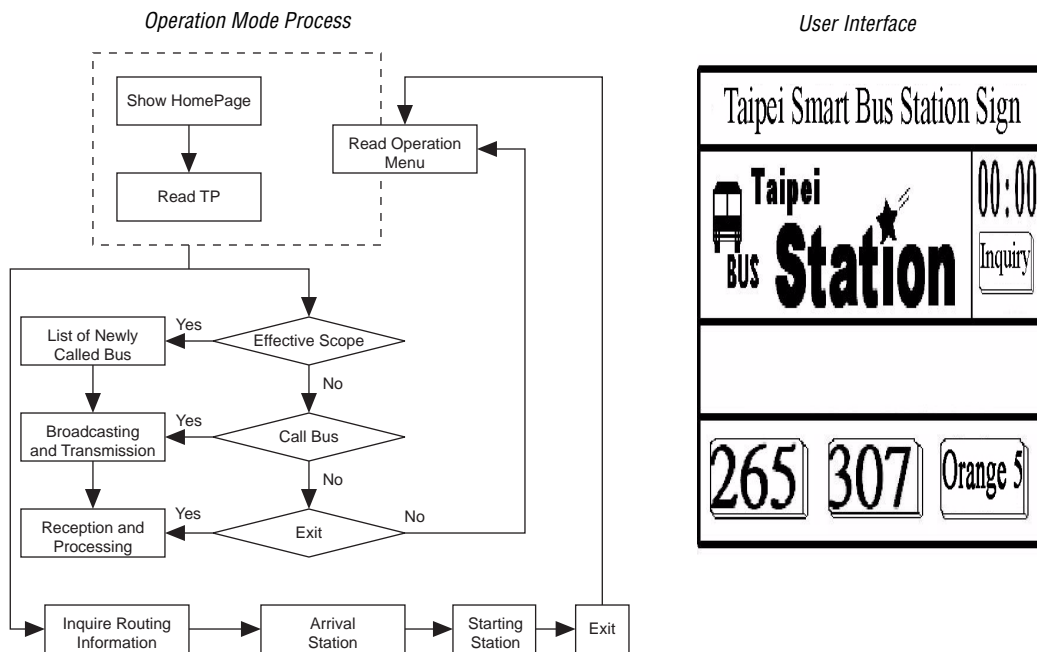 Operation Mode Process
User Interface
Show HomePage
Read TP
Read Operation
Menu
Effective Scope
Yes
List of Newly
Called Bus
No
Call Bus
Yes
Broadcasting
and Transmission
No
Exit
Yes
No
Reception and
Processing
Inquire Routing
Information
Arrival
Station
Starting
Station
Exit
Taipei Smart Bus Station Sign
Taipei
BUS Station
00:00
Inquiry
265
307
Orange 5